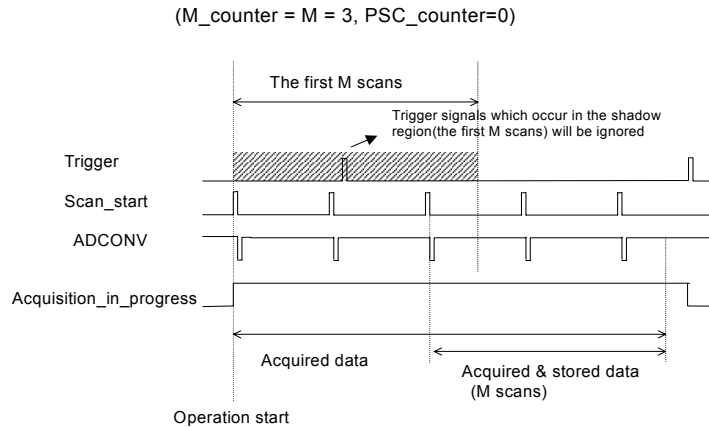 (M_counter = M = 3, PSC_counter=0)
The first M scans
Trigger signals which occur in the shadow
region(the first M scans) will be ignored
Trigger
Scan_start
ADCONV
Acquisition_in_progress
Acquired data
Acquired & stored data
(M scans)
Operation start